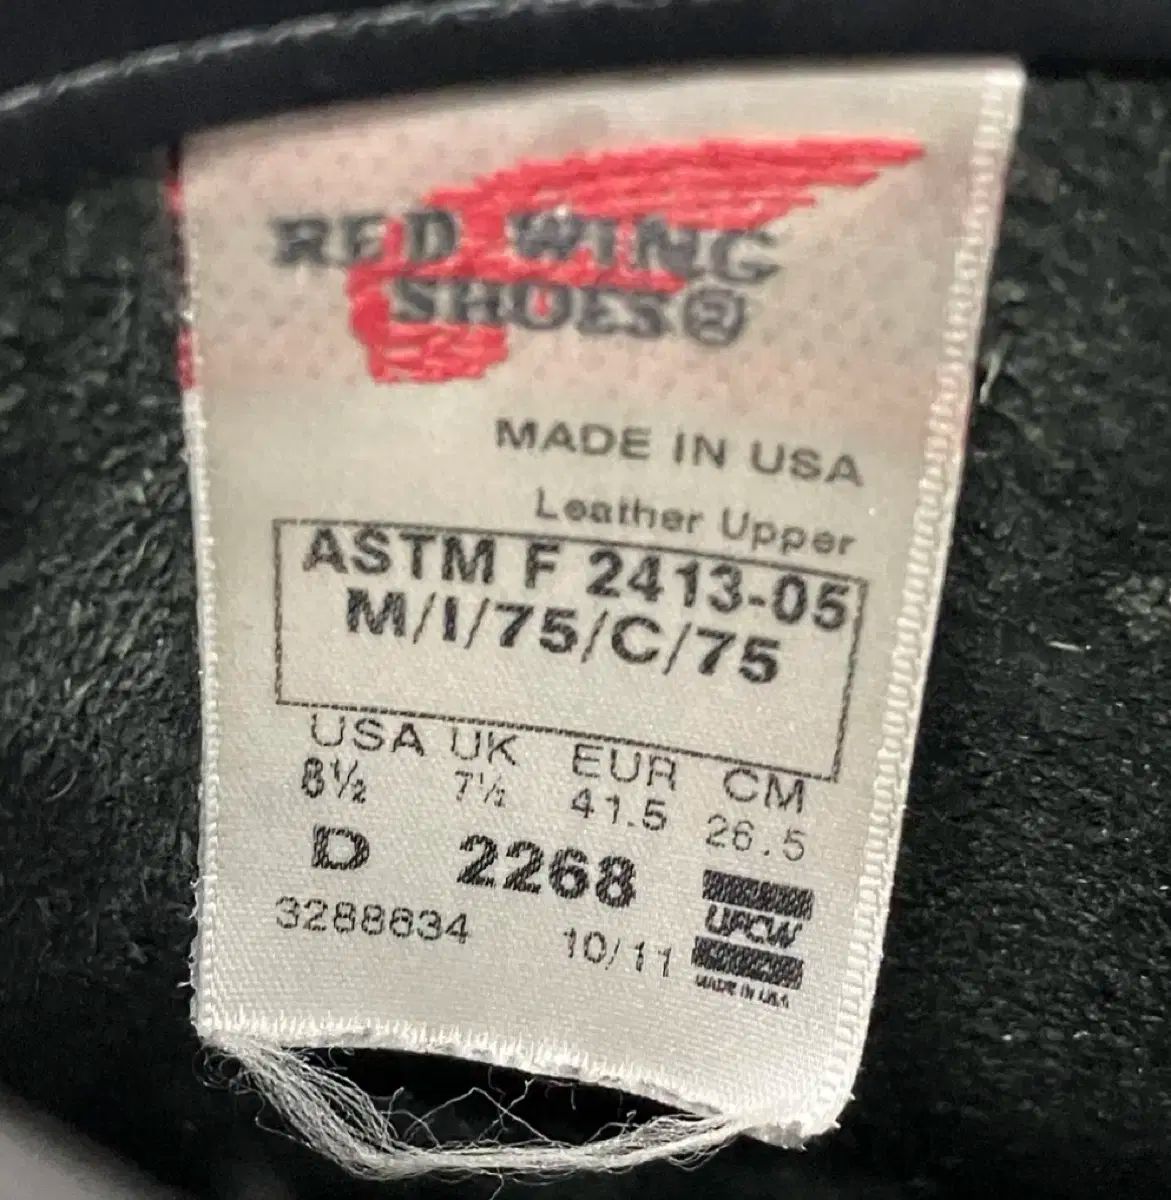 RED WING
SHOES®
MADE IN USA
Leather Upper
ASTM F 2413-05
M/I/75/C/75
USA UK EUR CM
8½ 7½ 41.5 26.5
D 2268
3288634 10/11
UFCW
MADE IN USA